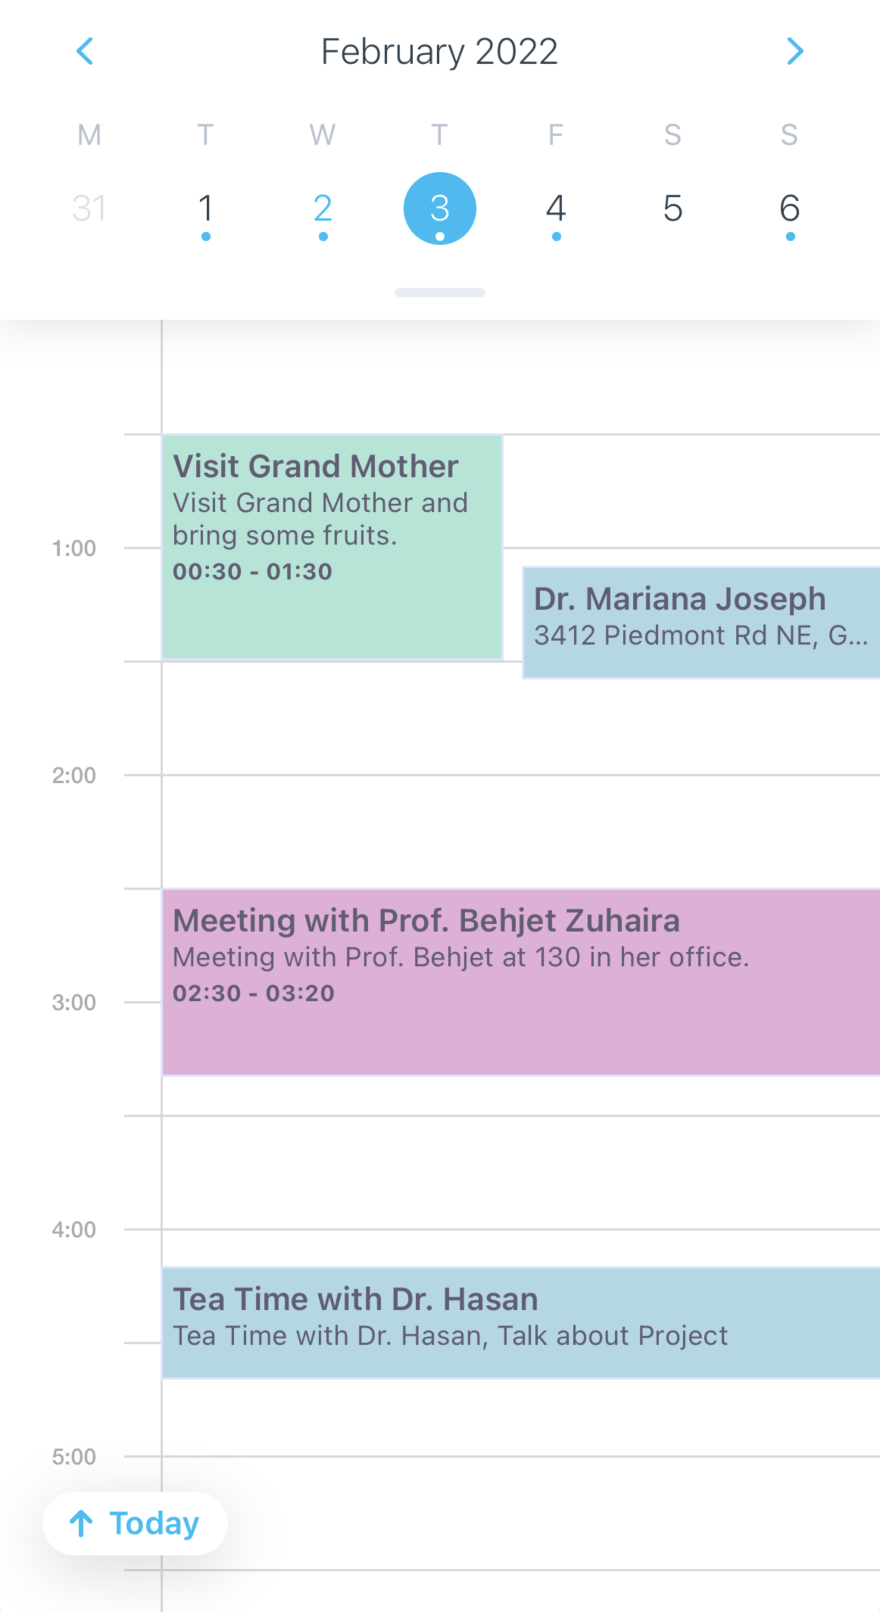 February 2022
M T W T F S S
31 1 2 3 4 5 6
Visit Grand Mother
Visit Grand Mother and
bring some fruits.
1:00
00:30 - 01:30
Dr. Mariana Joseph
3412 Piedmont Rd NE, G...
2:00
Meeting with Prof. Behjet Zuhaira
Meeting with Prof. Behjet at 130 in her office.
02:30 - 03:20
3:00
4:00
Tea Time with Dr. Hasan
Tea Time with Dr. Hasan, Talk about Project
5:00
Today